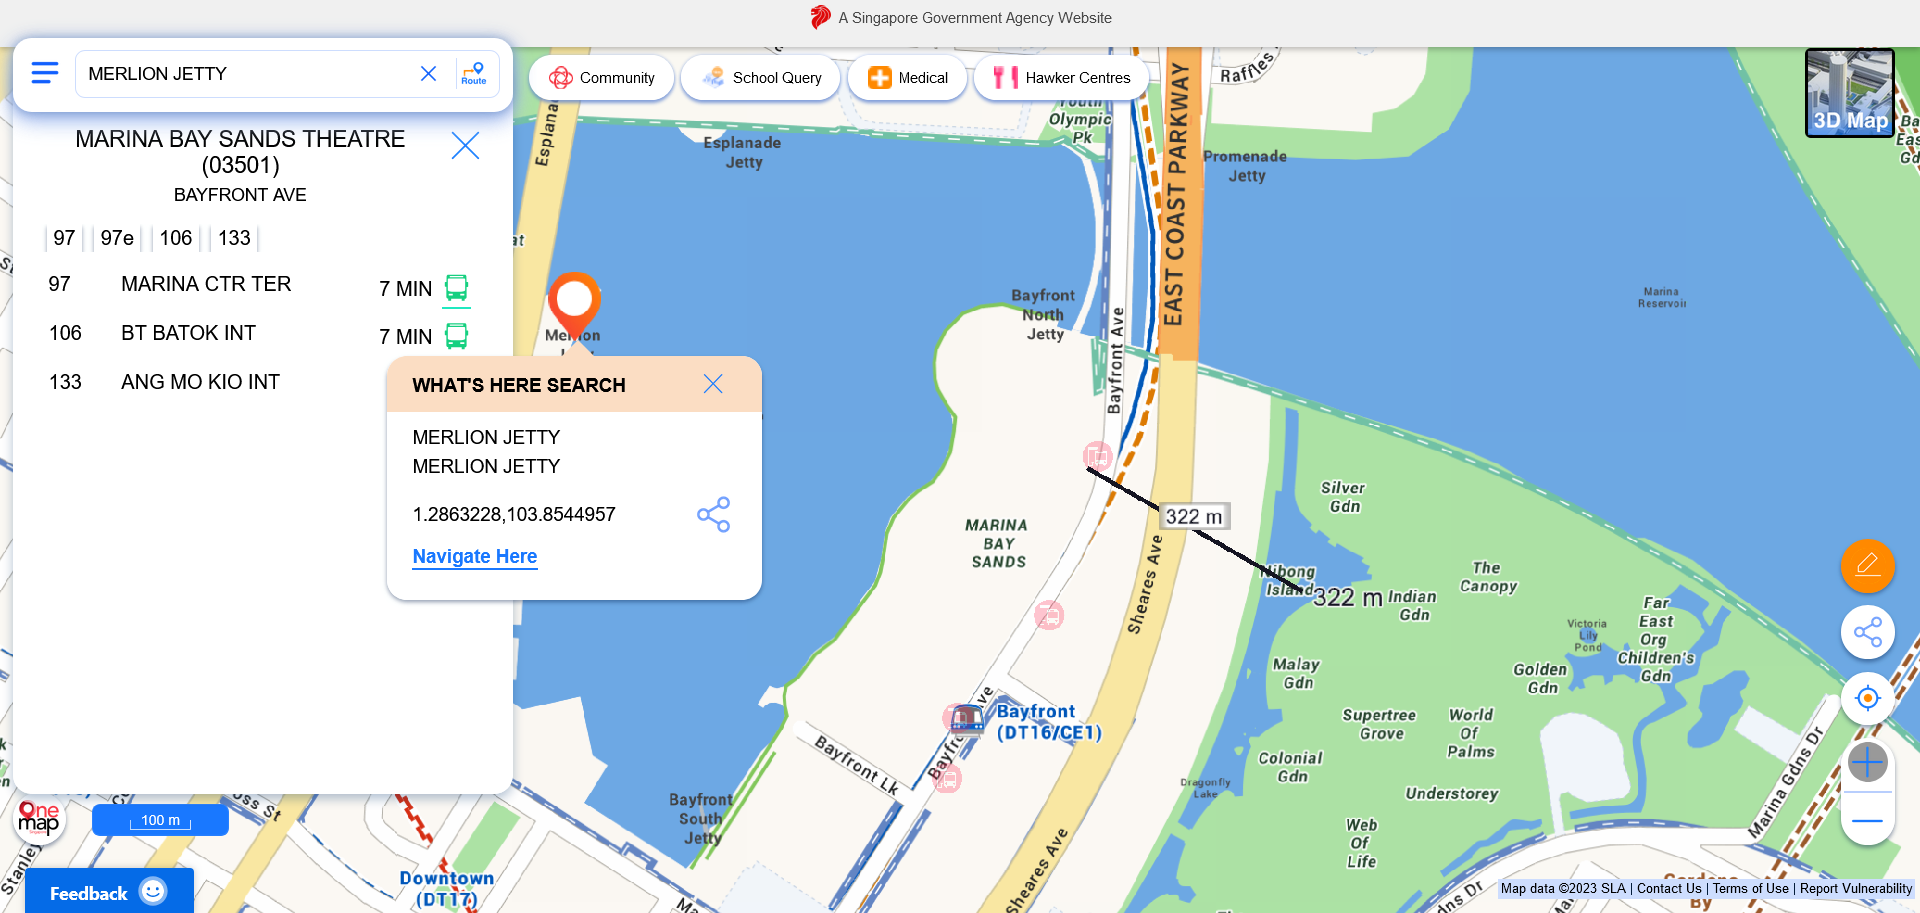 A Singapore Government Agency Website
MERLION JETTY
Route
Community
School Query
Medical
Hawker Centres
3D Map
MARINA BAY SANDS THEATRE
(03501)
BAYFRONT AVE
97
97e
106
133
97 MARINA CTR TER 7 MIN
106 BT BATOK INT 7 MIN
133 ANG MO KIO INT
WHAT'S HERE SEARCH
MERLION JETTY
MERLION JETTY
1.2863228,103.8544957
Navigate Here
Raffles
Youth
Olympic
Pk
Esplanade
Jetty
Promenade
Jetty
EAST COAST PARKWAY
Bayfront
North
Jetty
Bayfront Ave
Marina
Reservoir
Silver
Gdn
322 m
MARINA
BAY
SANDS
322 m
Indian
Gdn
The
Canopy
Far
East
Org
Children's
Gdn
Victoria
Lily
Pond
Sheares Ave
Malay
Gdn
Golden
Gdn
Bayfront
(DT16/CE1)
Supertree
Grove
World
Of
Palms
Colonial
Gdn
Bayfront Lk
Dragonfly
Lake
Understorey
Marina Gdns Dr
Bayfront
South
Jetty
Web
Of
Life
Sheares Ave
Downtown
(DT17)
One
map
100 m
Feedback
Map data ©2023 SLA | Contact Us | Terms of Use | Report Vulnerability